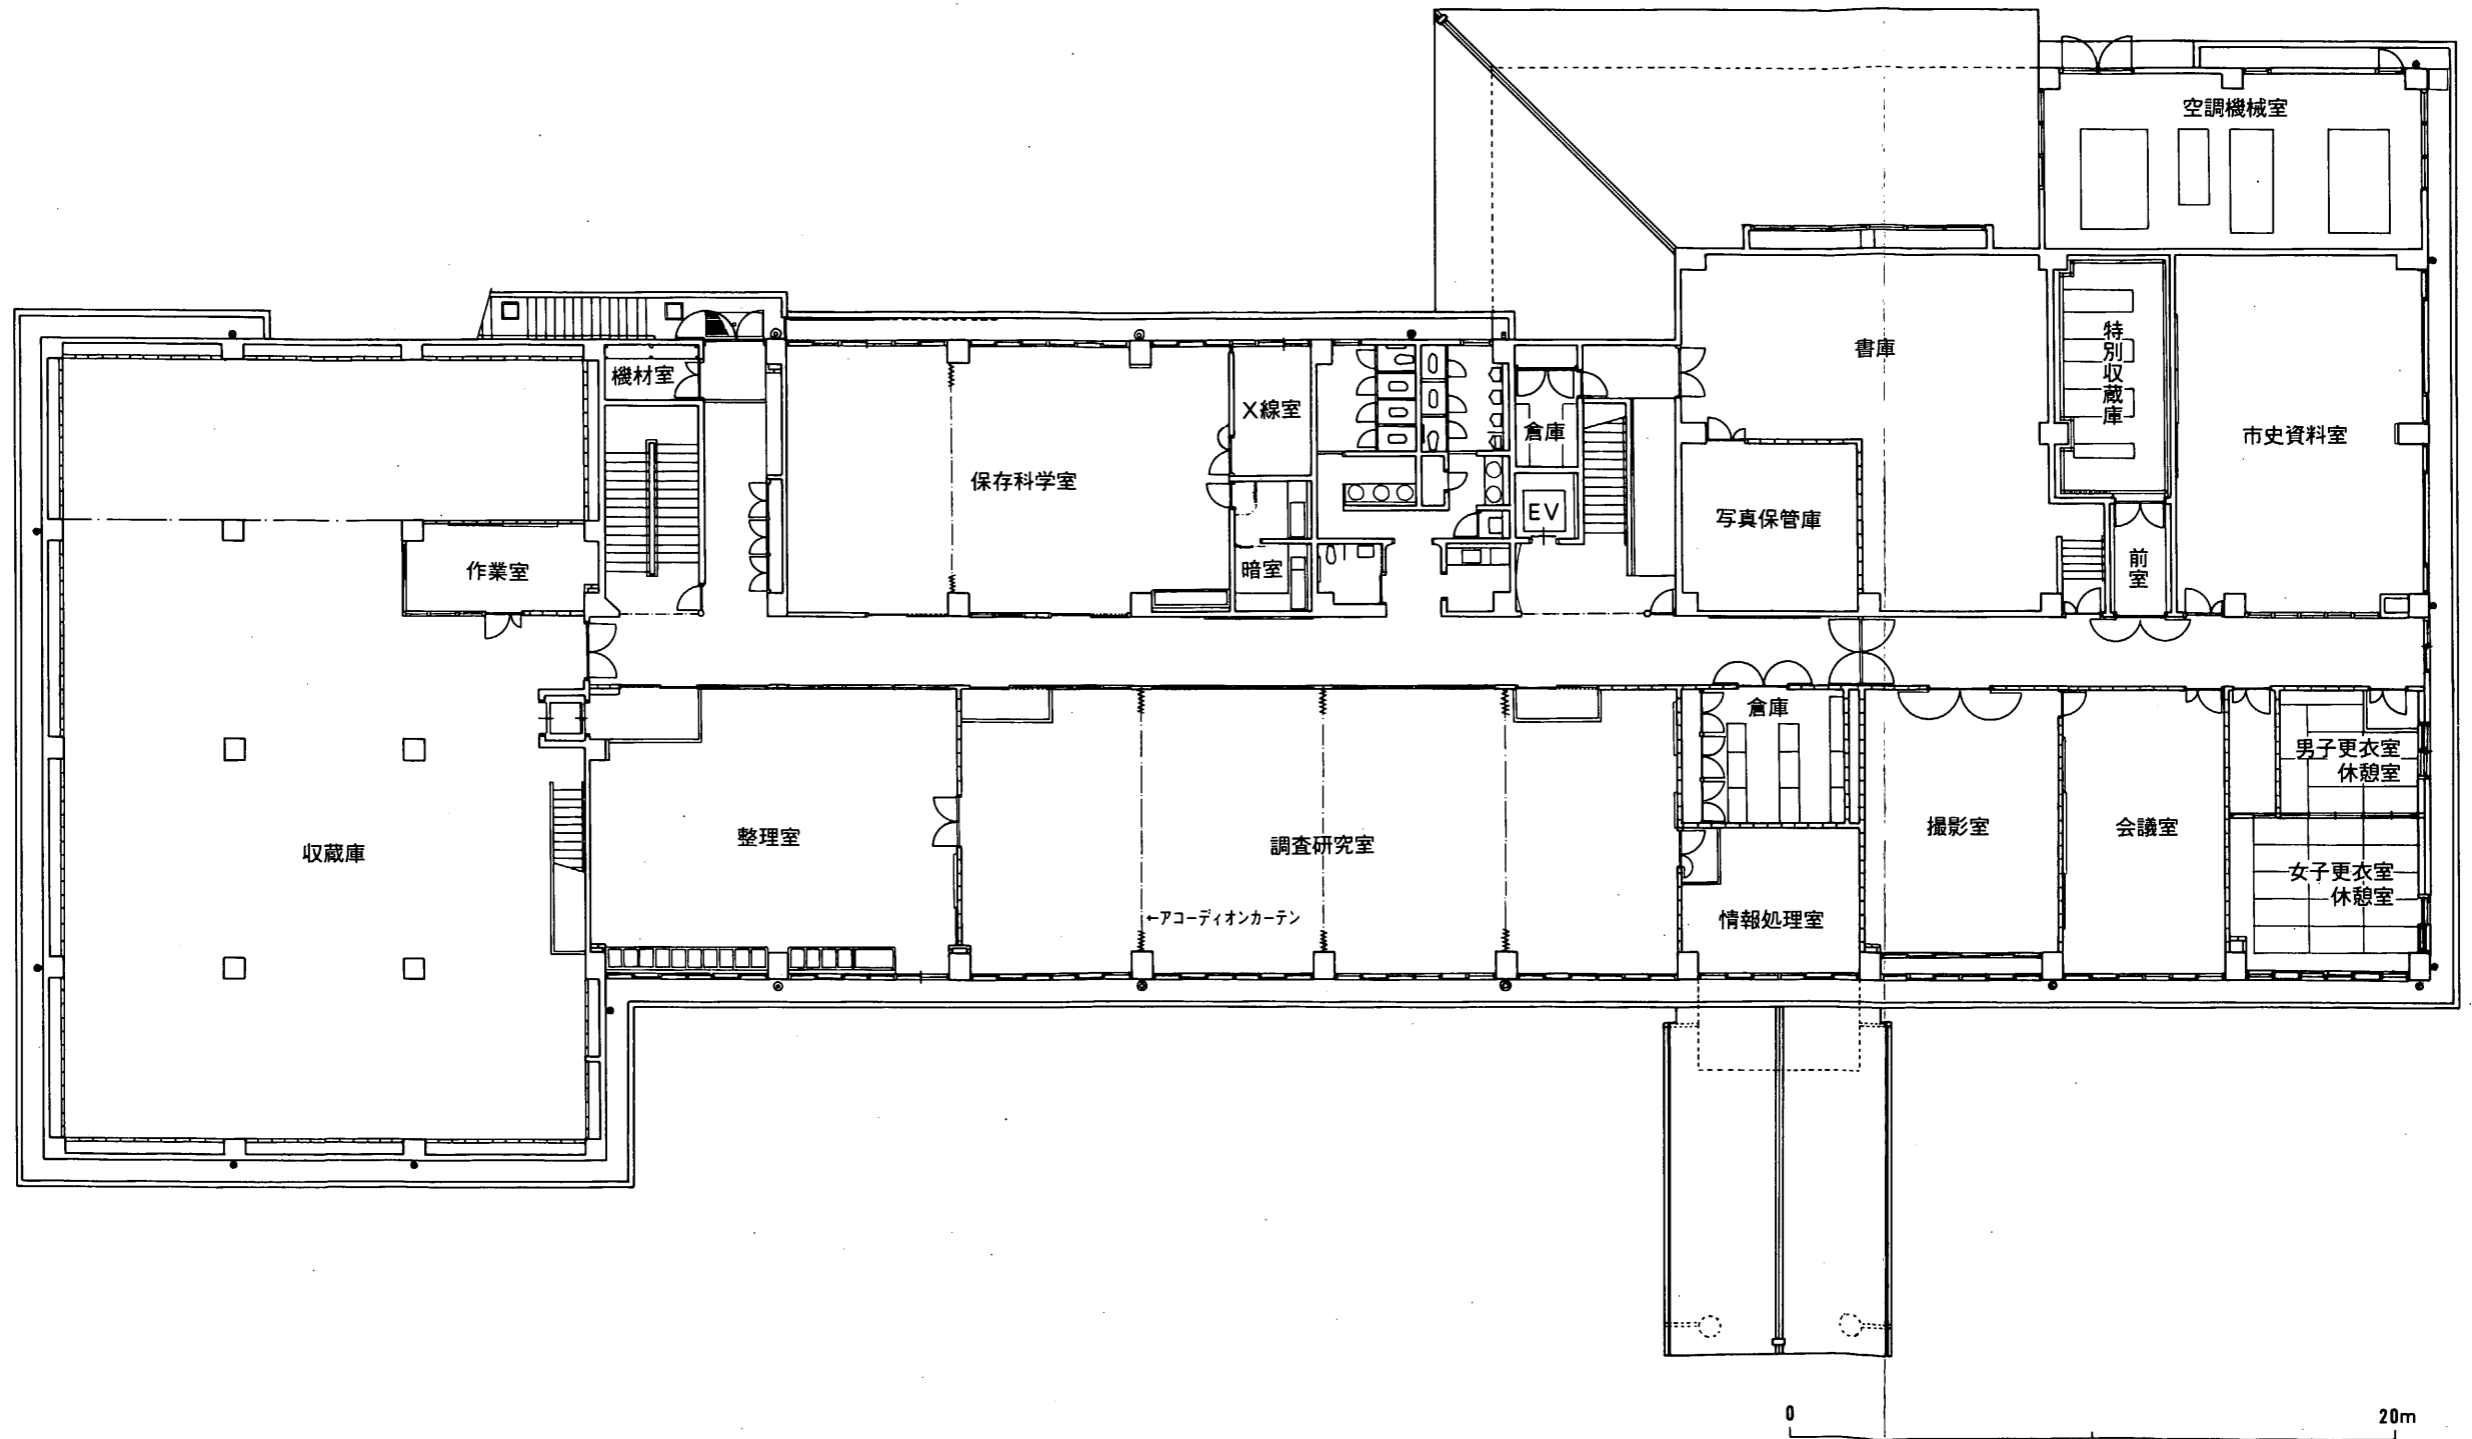 空調機械室
特別収蔵庫
書庫
機材室
X線室
倉庫
市史資料室
保存科学室
EV
写真保管庫
作業室
暗室
前室
倉庫
男子更衣室
休憩室
収蔵庫
整理室
調査研究室
撮影室
会議室
女子更衣室
休憩室
←アコーディオンカーテン
情報処理室
0
20m